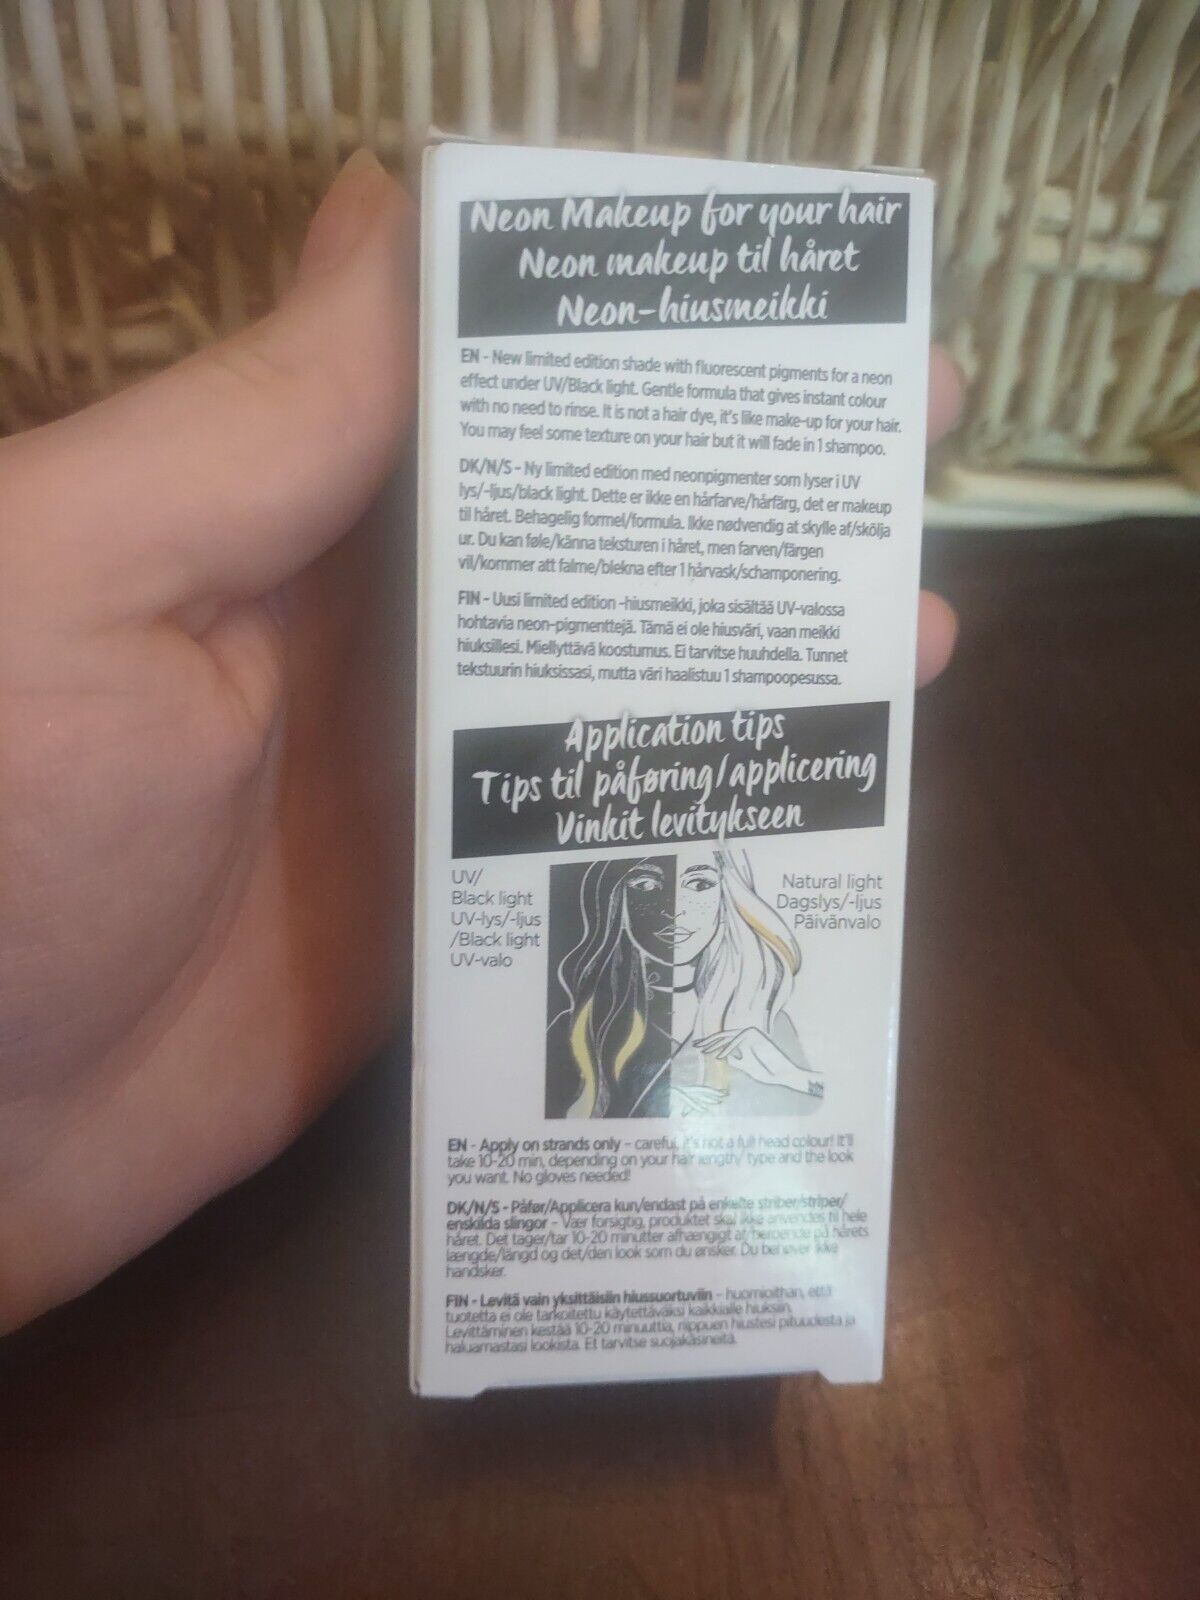 Neon Makeup for your hair
Neon makeup til håret
Neon-hiusmeikki
EN - New limited edition shade with fluorescent pigments for a neon
effect under UV/Black light. Gentle formula that gives instant colour
with no need to rinse. It is not a hair dye, it's like make-up for your hair.
You may feel some texture on your hair but it will fade in 1 shampoo.
DK/N/S - Ny limited edition med neonpigmenter som lyser i UV
lys/-ljus/black light. Dette er ikke en hårfarve/hårfärg, det er makeup
til håret. Behagelig formel/formula. Ikke nødvendig at skylle af/skölja
ur. Du kan føle/känna teksturen i håret, men farven/färgen
vil/kommer att falme/blekna efter 1 hårvask/schamponering.
FIN - Uusi limited edition -hiusmeikki, joka sisältää UV-valossa
hohtavia neon-pigmenttejä. Tämä ei ole hiusväri, vaan meikki
hiuksillesi. Miellyttävä koostumus. Ei tarvitse huuhdella. Tunnet
tekstuurin hiuksissasi, mutta väri haalistuu 1 shampoopesussa.
Application tips
Tips til påføring/applicering
Vinkit levitykseen
UV/
Black light
UV-lys/-ljus
/Black light
UV-valo
Natural light
Dagslys/-ljus
Päivänvalo
EN - Apply on strands only - careful, it's not a full head colour! It'll
take 10-20 min, depending on your hair length/ type and the look
you want. No gloves needed!
DK/N/S - Påfør/Applicera kun/endast på enkelte striber/striper/
enskilda slingor - Vær forsigtig, produktet skal ikke anvendes til hele
håret. Det tager/tar 10-20 minutter afhængigt af/beroende på hårets
længde/längd og det/den look som du ønsker. Du behøver ikke
handsker.
FIN - Levitä vain yksittäisiin hiussuortuviin - huomioithan, että
tuotetta ei ole tarkoitettu käytettäväksi kaikkialle hiuksiin.
Levittäminen kestää 10-20 minuuttia, riippuen hiustesi pituudesta ja
haluamastasi lookista. Et tarvitse suojakäsineitä.